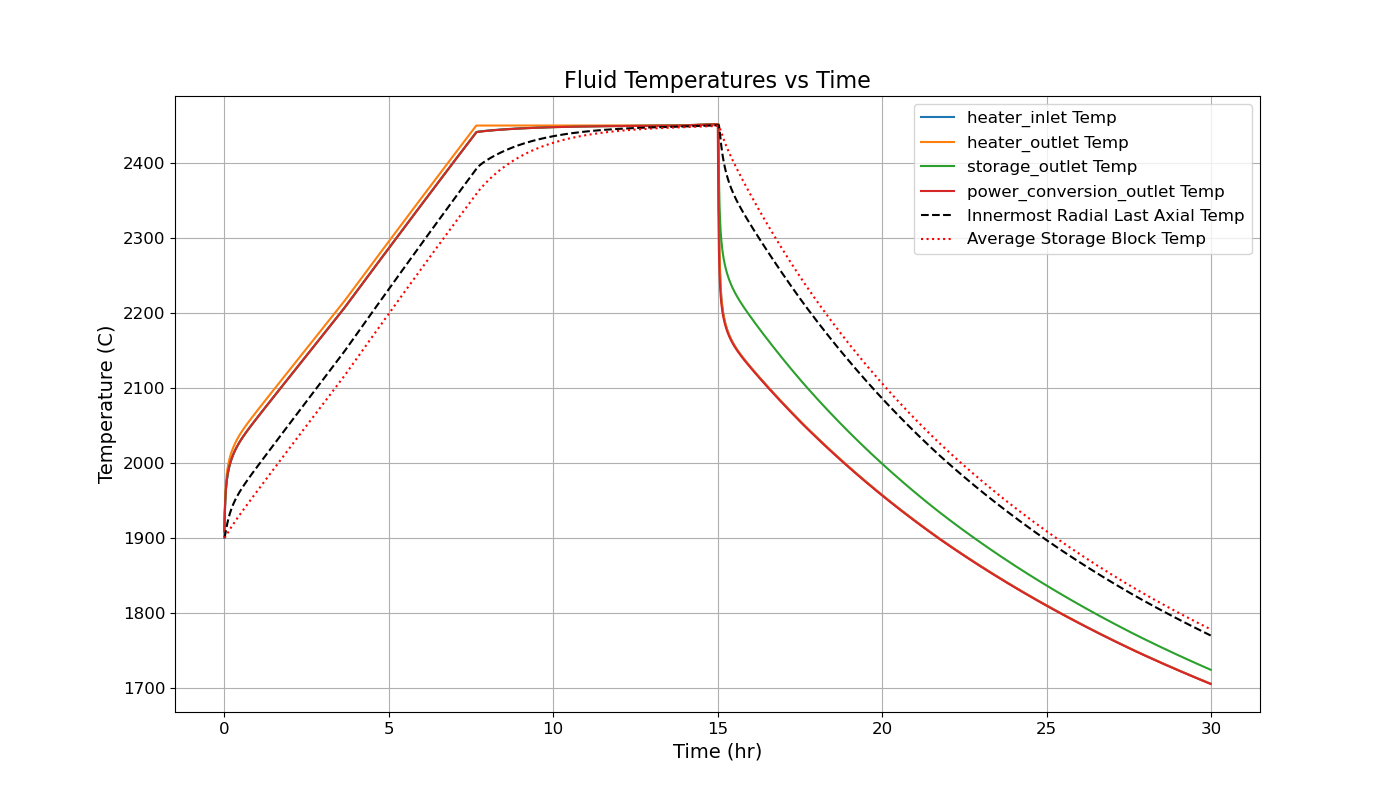 Fluid Temperatures vs Time
heater_inlet Temp
heater_outlet Temp
storage_outlet Temp
power_conversion_outlet Temp
Innermost Radial Last Axial Temp
Average Storage Block Temp
Temperature (C)
2400
2300
2200
2100
2000
1900
1800
1700
0 5 10 15 20 25 30
Time (hr)